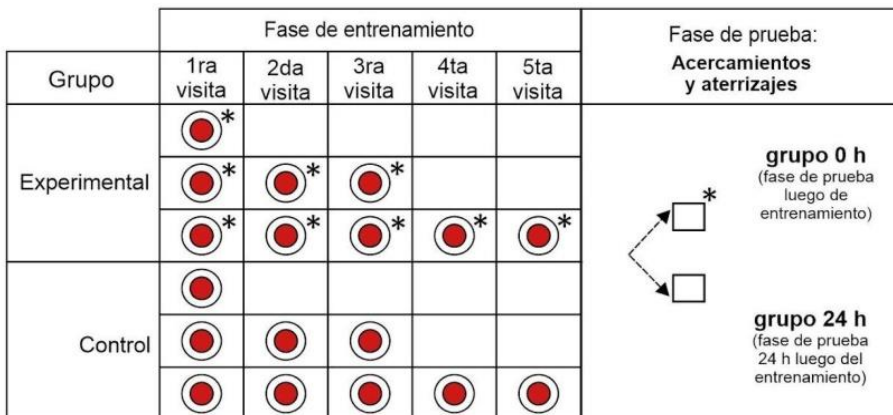 Fase de entrenamiento
Fase de prueba:
Acercamientos
y aterrizajes
Grupo
1ra
visita
2da
visita
3ra
visita
4ta
visita
5ta
visita
*
Experimental
* * *
* * * * *
Control
*
grupo 0 h
(fase de prueba
luego de
entrenamiento)
grupo 24 h
(fase de prueba
24 h luego del
entrenamiento)